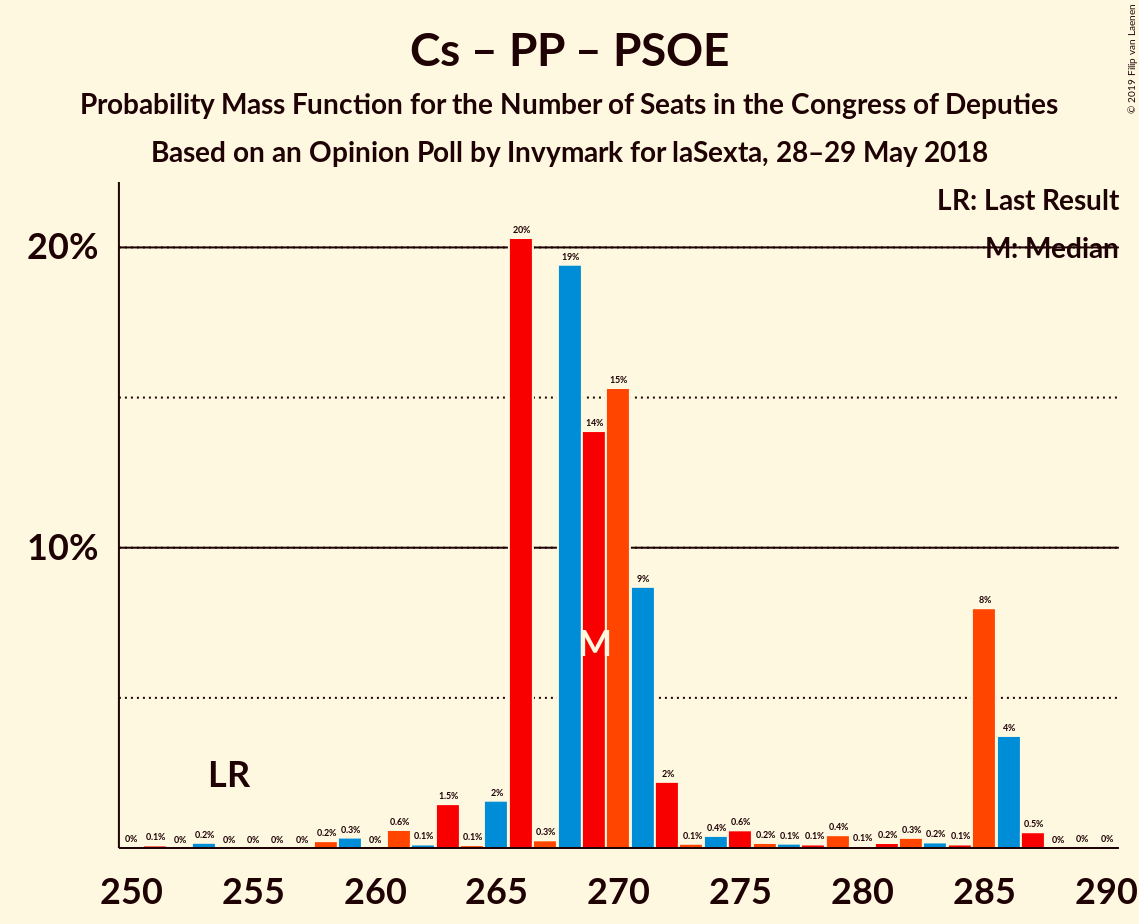 Cs – PP – PSOE
Probability Mass Function for the Number of Seats in the Congress of Deputies
Based on an Opinion Poll by Invymark for laSexta, 28–29 May 2018
© 2019 Filip van Laenen
LR: Last Result
M: Median
20%
10%
0% 0.1% 0% 0.2% 0% 0% 0% 0% 0.2% 0.3% 0% 0.6% 0.1% 1.5% 0.1% 2% 20% 0.3% 19% 14% 15% 9% 2% 0.1% 0.4% 0.6% 0.2% 0.1% 0.1% 0.4% 0.1% 0.2% 0.3% 0.2% 0.1% 8% 4% 0.5% 0% 0% 0%
M
LR
250 255 260 265 270 275 280 285 290